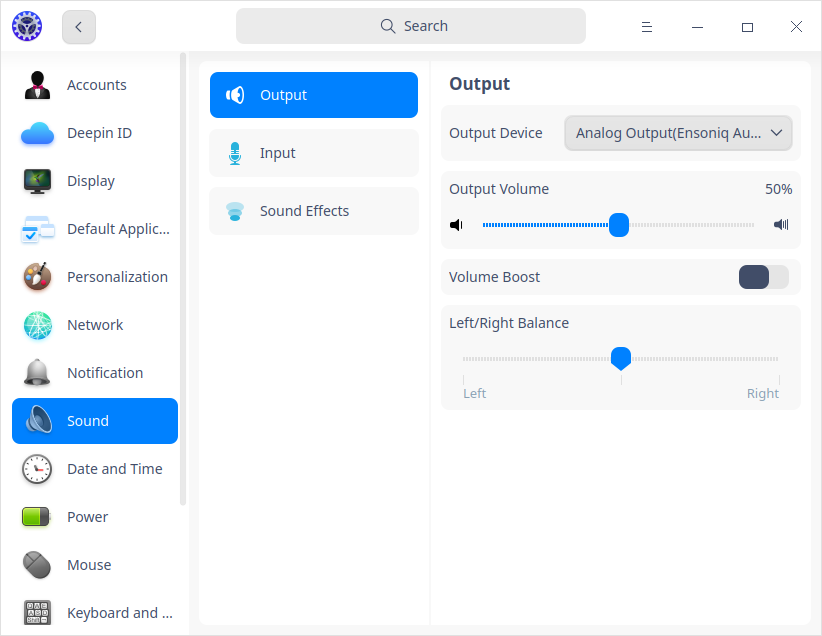 Search
Accounts
Deepin ID
Display
Default Applic...
Personalization
Network
Notification
Sound
Date and Time
Power
Mouse
Keyboard and ...
Output
Input
Sound Effects
Output
Output Device
Analog Output(Ensoniq Au...
Output Volume
50%
Volume Boost
Left/Right Balance
Left
Right